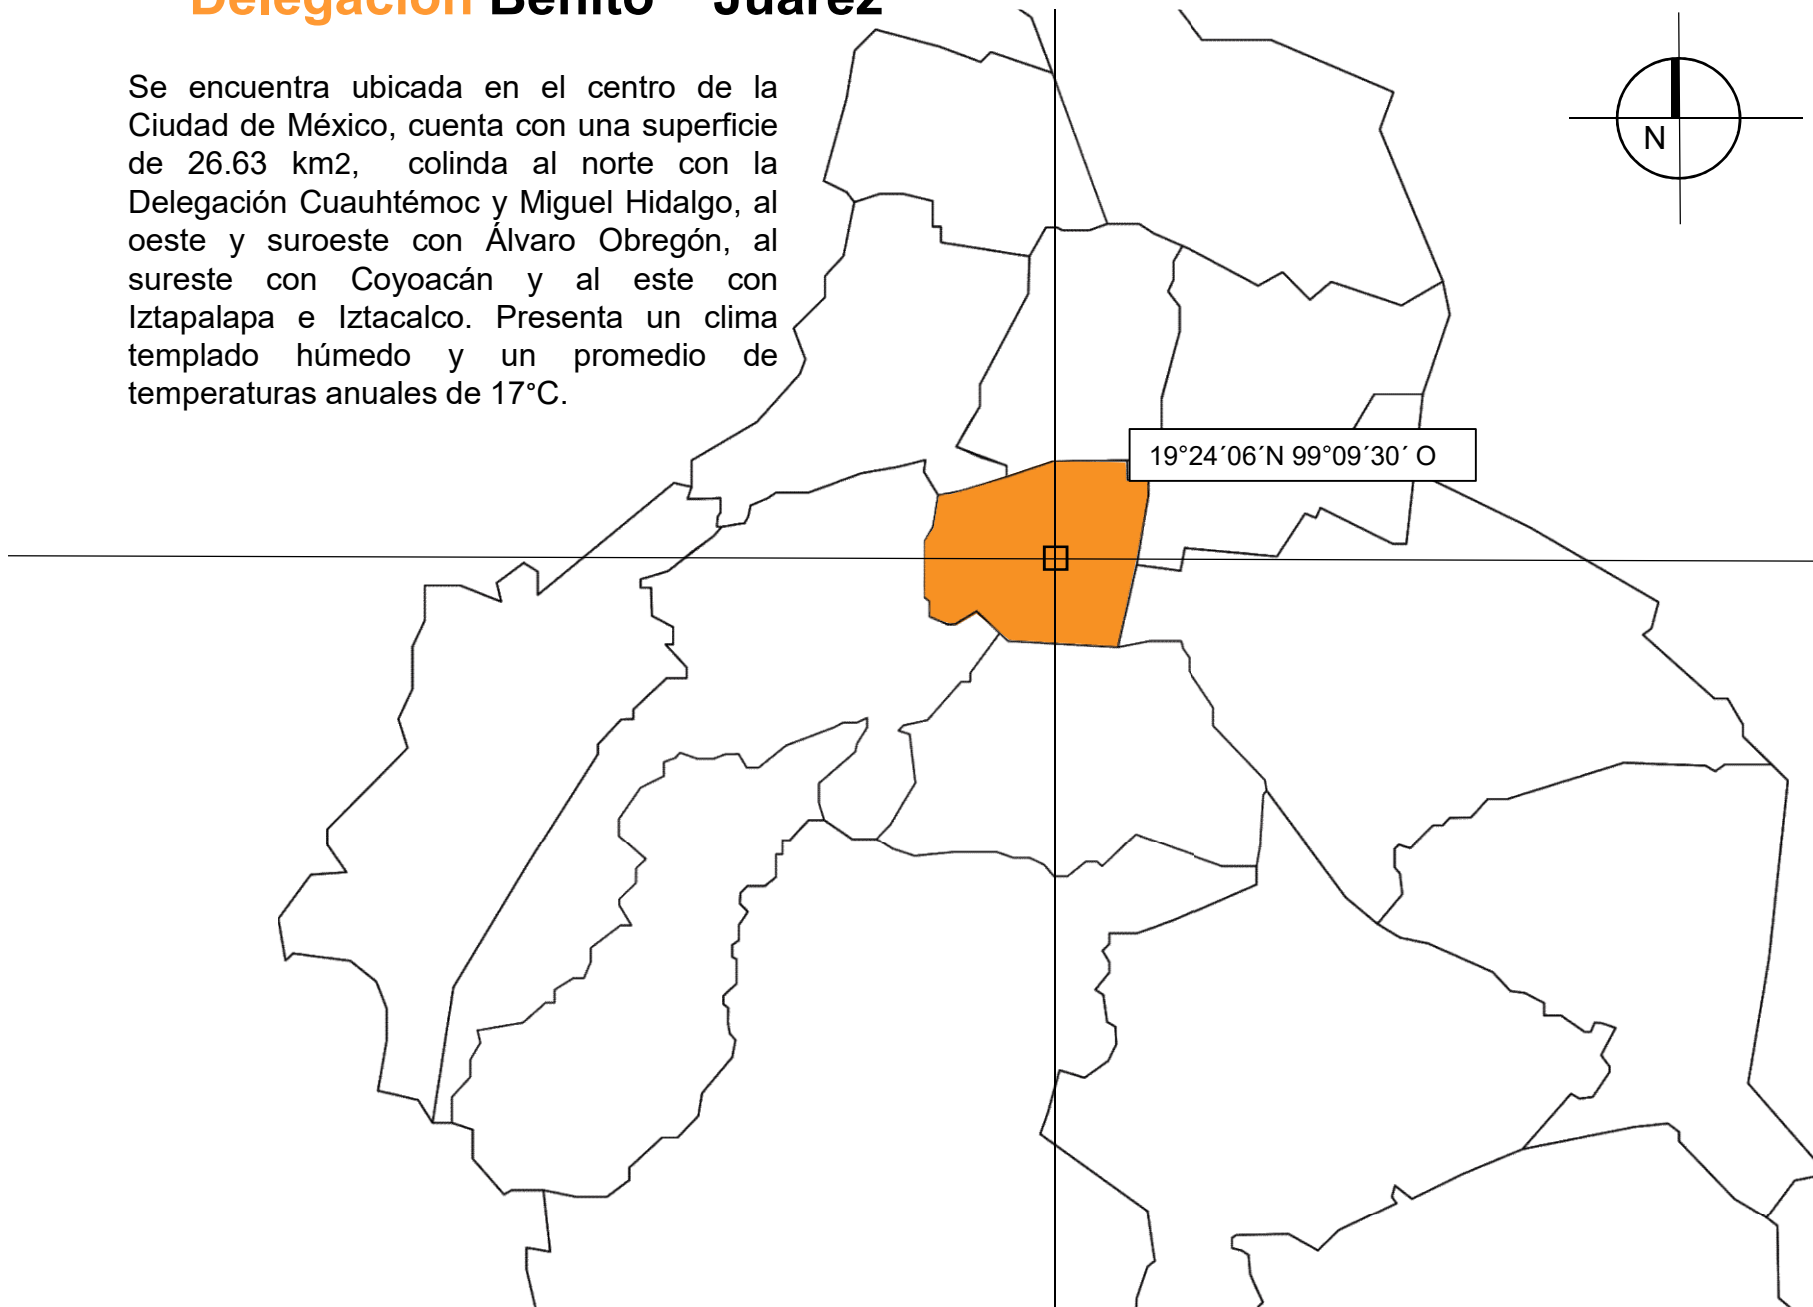 Delegación Benito Juárez
Se encuentra ubicada en el centro de la
Ciudad de México, cuenta con una superficie
de 26.63 km2, colinda al norte con la
Delegación Cuauhtémoc y Miguel Hidalgo, al
oeste y suroeste con Álvaro Obregón, al
sureste con Coyoacán y al este con
Iztapalapa e Iztacalco. Presenta un clima
templado húmedo y un promedio de
temperaturas anuales de 17°C.
N
19°24´06´N 99°09´30´ O